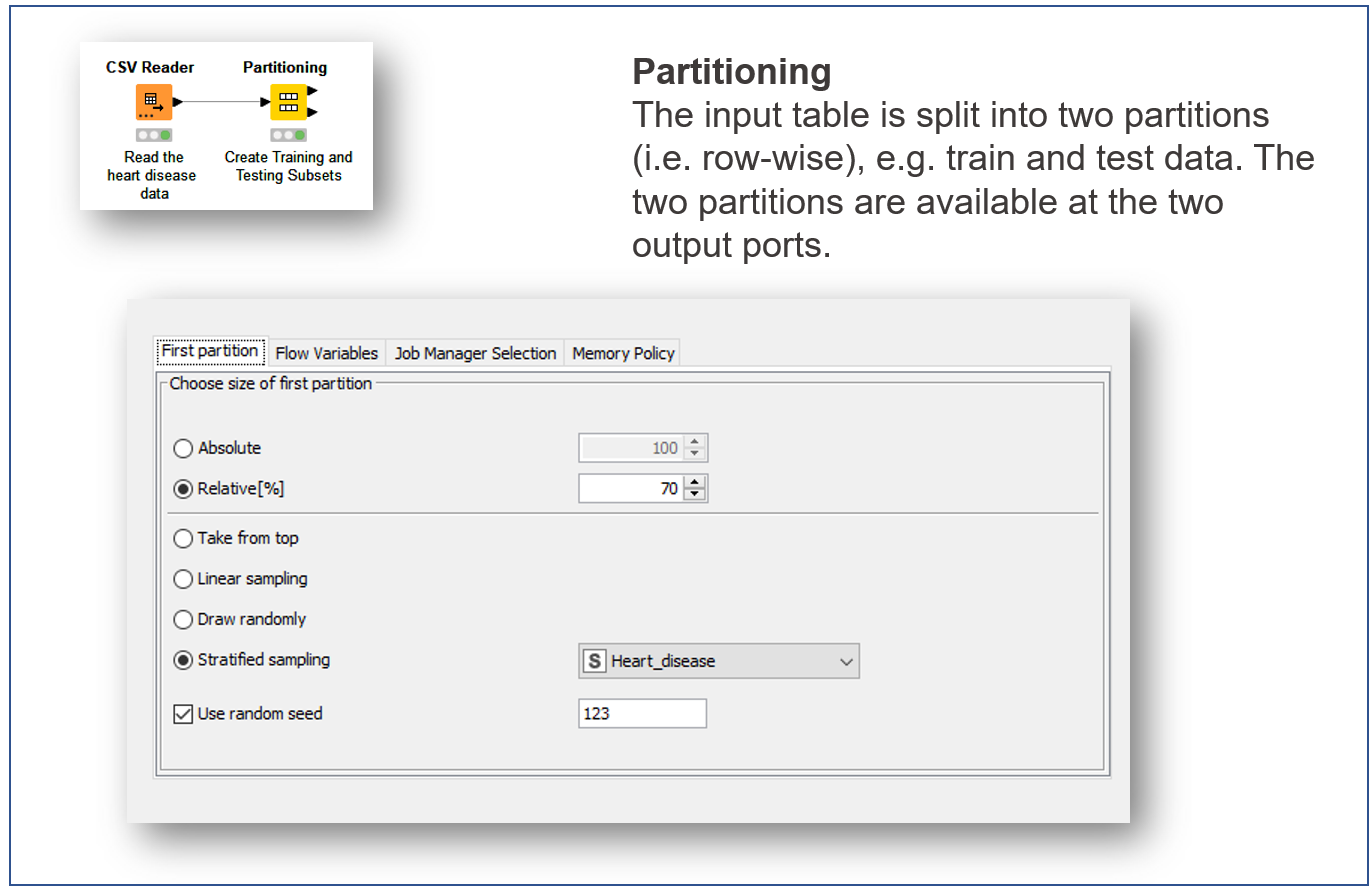 CSV Reader
Partitioning
Read the
heart disease
data
Create Training and
Testing Subsets
Partitioning
The input table is split into two partitions
(i.e. row-wise), e.g. train and test data. The
two partitions are available at the two
output ports.
First partition
Flow Variables
Job Manager Selection
Memory Policy
Choose size of first partition
Absolute
100
Relative[%]
70
Take from top
Linear sampling
Draw randomly
Stratified sampling
S Heart_disease
Use random seed
123